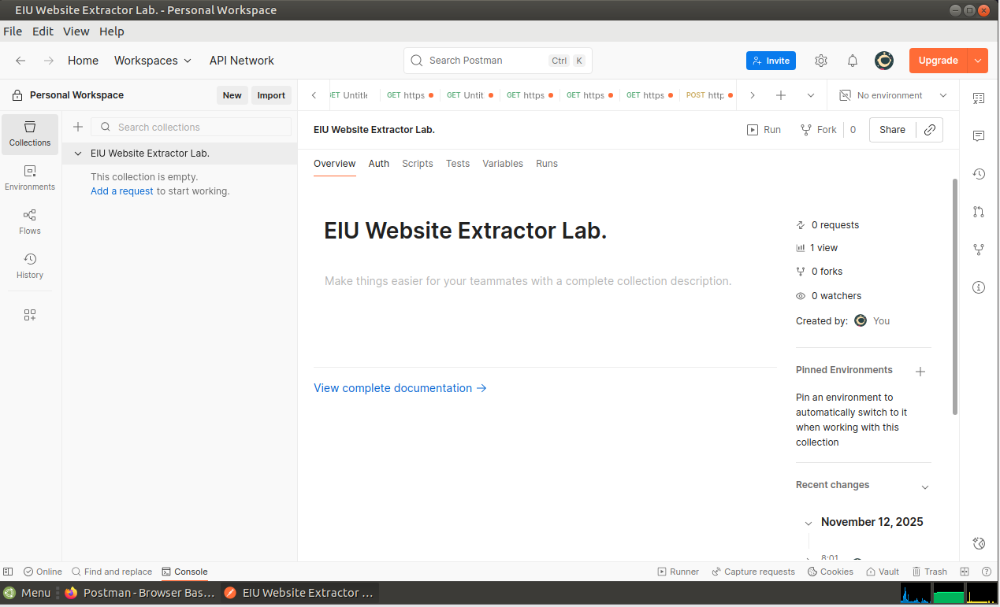 EIU Website Extractor Lab. - Personal Workspace
File Edit View Help
Home Workspaces API Network
Search Postman Ctrl K
Invite
Upgrade
Personal Workspace New Import
GET Untitle GET https GET Untit GET https GET https GET https POST http
No environment
Collections
Environments
Flows
History
Search collections
EIU Website Extractor Lab.
This collection is empty.
Add a request to start working.
EIU Website Extractor Lab.
Run Fork 0 Share
Overview Auth Scripts Tests Variables Runs
EIU Website Extractor Lab.
Make things easier for your teammates with a complete collection description.
View complete documentation →
0 requests
1 view
0 forks
0 watchers
Created by: You
Pinned Environments
Pin an environment to
automatically switch to it
when working with this
collection
Recent changes
November 12, 2025
8:01
Online Find and replace Console Runner Capture requests Cookies Vault Trash
Menu Postman - Browser Bas... EIU Website Extractor ...